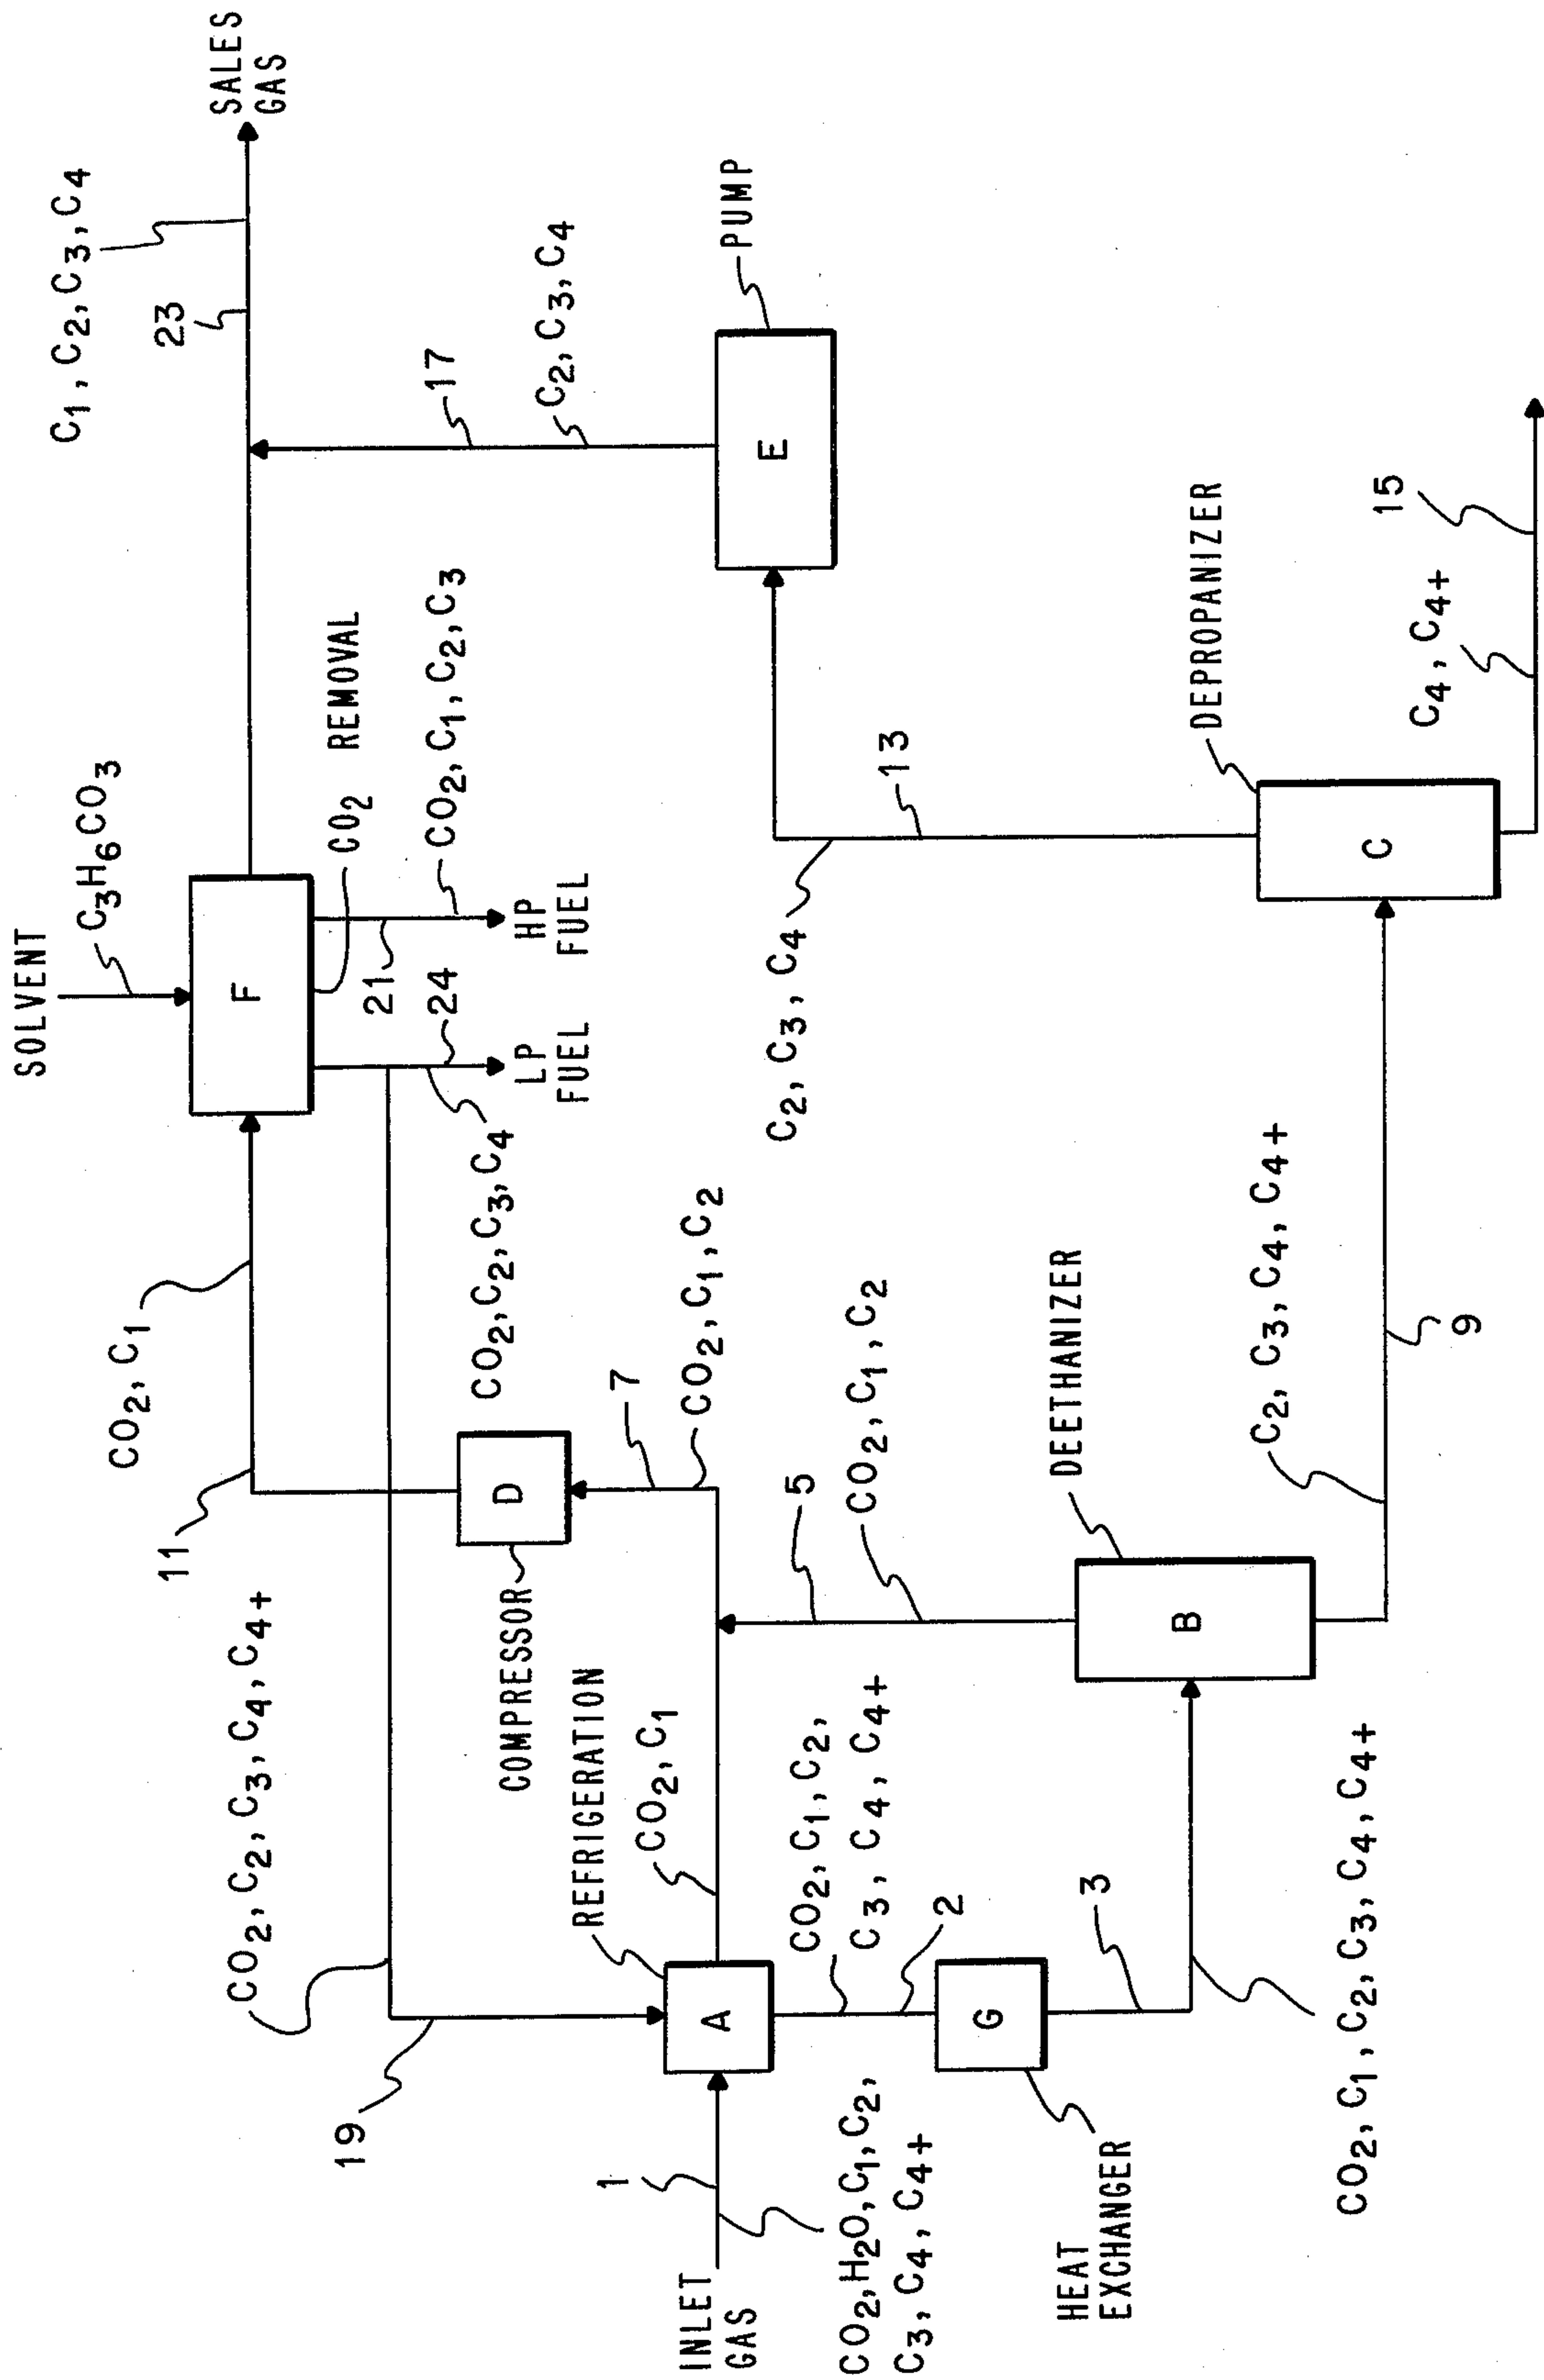 SOLVENT
C3H6CO3
F
CO2 REMOVAL
21
HP
FUEL
CO2, C1, C2, C3
24
LP
FUEL
CO2, C2, C3, C4
C1, C2, C3, C4
23
SALES
GAS
17
C2, C3, C4
E
PUMP
CO2, C1
11
D
COMPRESSOR
7
CO2, C1, C2
CO2, C2, C3, C4, C4+
19
REFRIGERATION
A
CO2, C1
INLET
GAS
1
CO2, H2O, C1, C2,
C3, C4, C4+
CO2, C1, C2,
C3, C4, C4+
2
G
HEAT
EXCHANGER
3
CO2, C1, C2, C3, C4, C4+
5
CO2, C1, C2
DEETHANIZER
B
C2, C3, C4, C4+
9
C2, C3, C4
13
DEPROPANIZER
C
C4, C4+
15